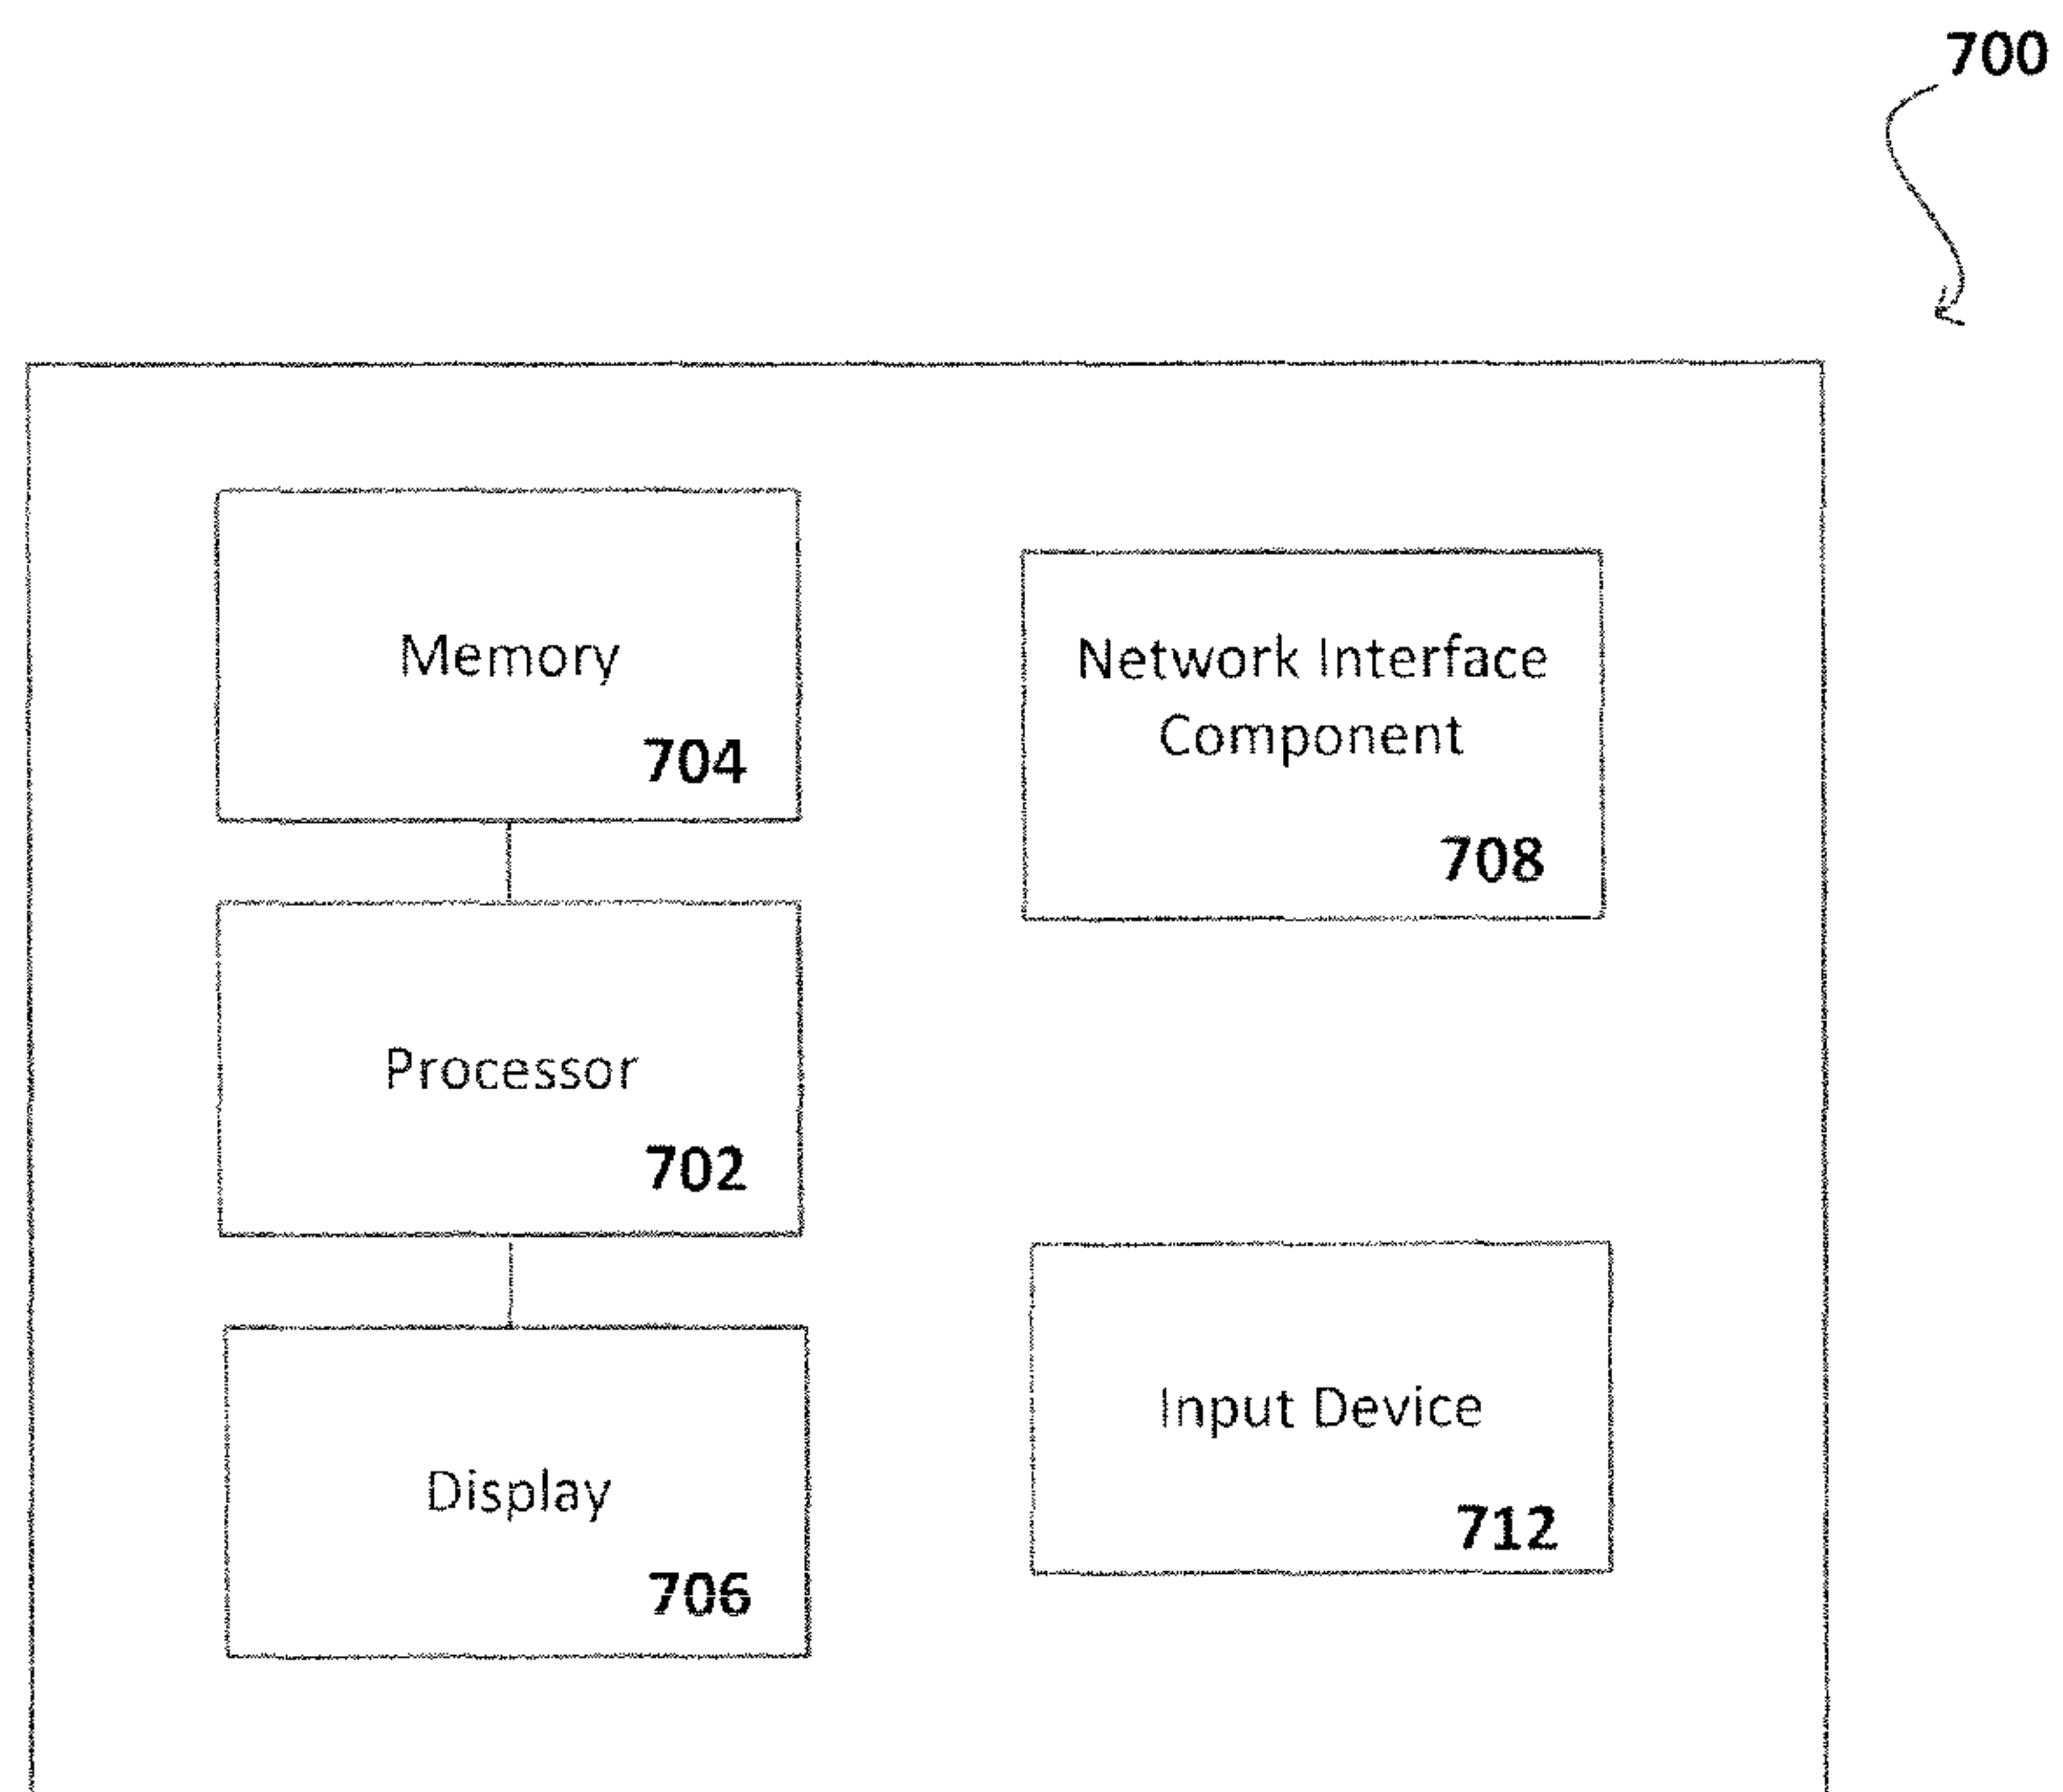 700
Memory
704
Network Interface
Component
708
Processor
702
Input Device
712
Display
706